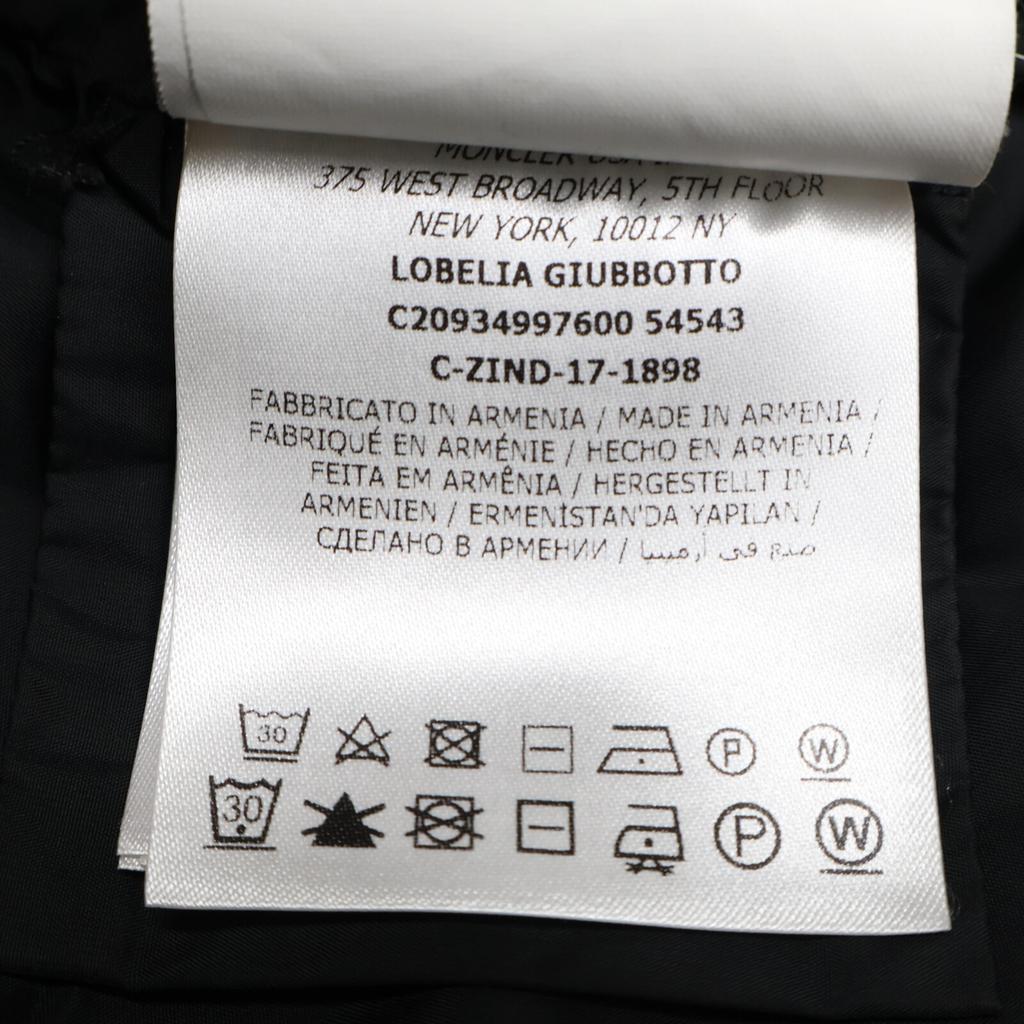 MONCLER USA
375 WEST BROADWAY, 5TH FLOOR
NEW YORK, 10012 NY
LOBELIA GIUBBOTTO
C20934997600 54543
C-ZIND-17-1898
FABBRICATO IN ARMENIA / MADE IN ARMENIA /
FABRIQUÉ EN ARMÉNIE / HECHO EN ARMENIA /
FEITA EM ARMÊNIA / HERGESTELLT IN
ARMENIEN / ERMENİSTAN'DA YAPILAN /
СДЕЛАНО В АРМЕНИИ / صنع في أرمينيا
30 P W
30 P W